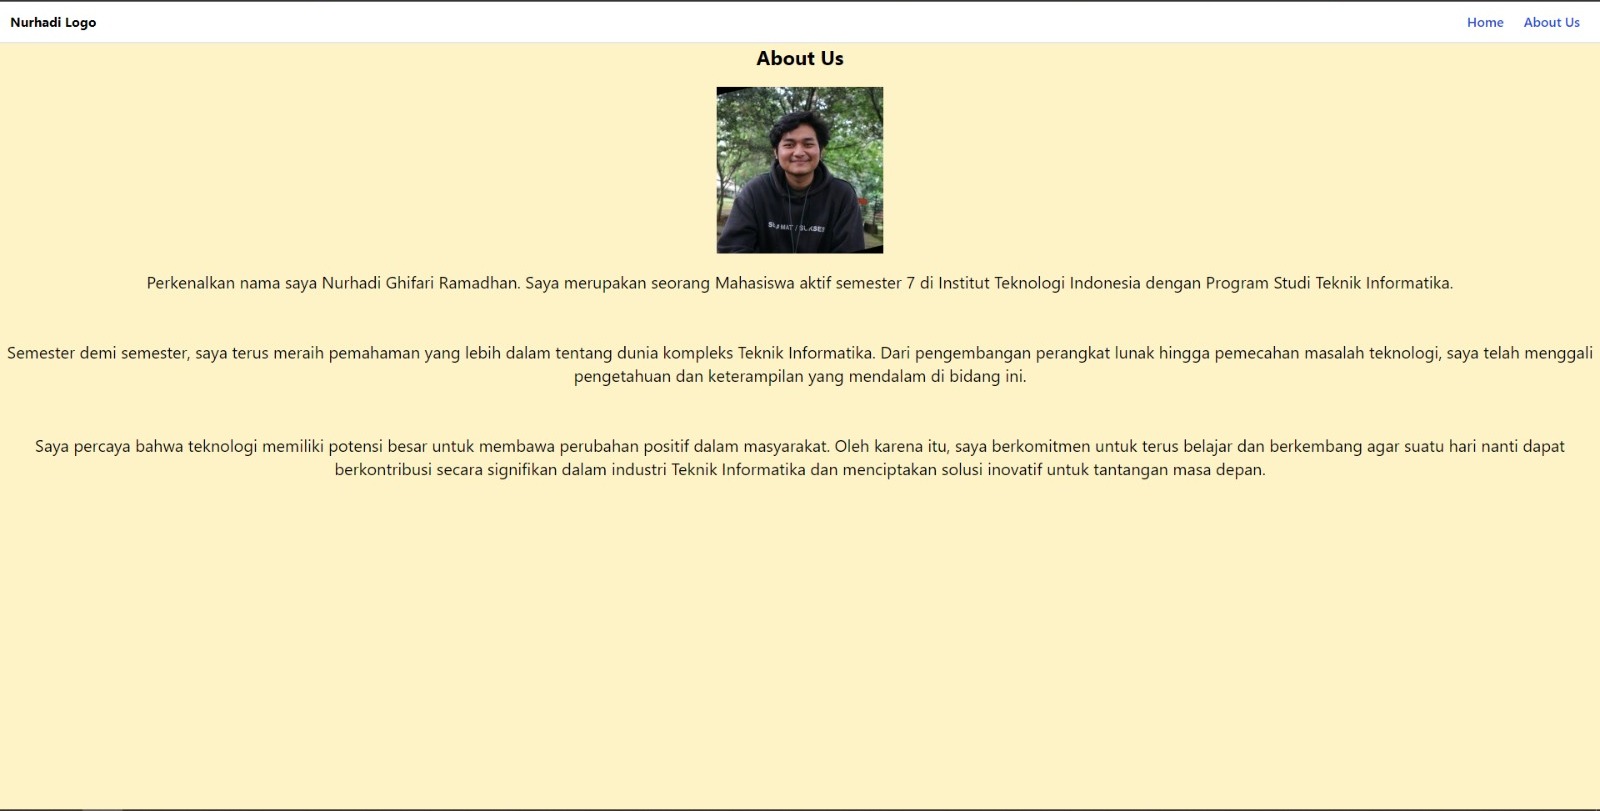 Nurhadi Logo
Home
About Us
About Us
Perkenalkan nama saya Nurhadi Ghifari Ramadhan. Saya merupakan seorang Mahasiswa aktif semester 7 di Institut Teknologi Indonesia dengan Program Studi Teknik Informatika.
Semester demi semester, saya terus meraih pemahaman yang lebih dalam tentang dunia kompleks Teknik Informatika. Dari pengembangan perangkat lunak hingga pemecahan masalah teknologi, saya telah menggali
pengetahuan dan keterampilan yang mendalam di bidang ini.
Saya percaya bahwa teknologi memiliki potensi besar untuk membawa perubahan positif dalam masyarakat. Oleh karena itu, saya berkomitmen untuk terus belajar dan berkembang agar suatu hari nanti dapat
berkontribusi secara signifikan dalam industri Teknik Informatika dan menciptakan solusi inovatif untuk tantangan masa depan.